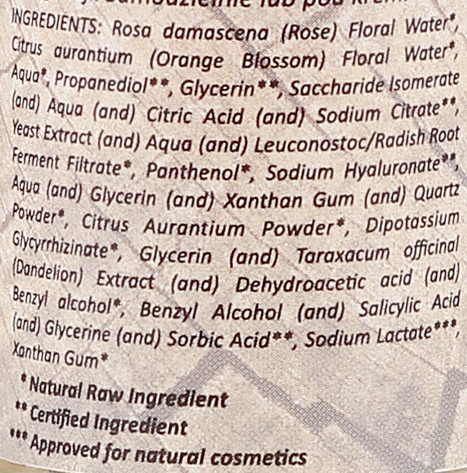 lub pod krem.
INGREDIENTS: Rosa damascena (Rose) Floral Water*,
Citrus aurantium (Orange Blossom) Floral Water*,
Aqua*, Propanediol**, Glycerin**, Saccharide Isomerate
(and) Aqua (and) Citric Acid (and) Sodium Citrate**,
Yeast Extract (and) Aqua (and) Leuconostoc/Radish Root
Ferment Filtrate*, Panthenol*, Sodium Hyaluronate**,
Aqua (and) Glycerin (and) Xanthan Gum (and) Quartz
Powder*, Citrus Aurantium Powder*, Dipotassium
Glycyrrhizinate*, Glycerin (and) Taraxacum officinal
(Dandelion) Extract (and) Dehydroacetic acid (and)
Benzyl alcohol*, Benzyl Alcohol (and) Salicylic Acid
(and) Glycerine (and) Sorbic Acid**, Sodium Lactate***,
Xanthan Gum*
*Natural Raw Ingredient
**Certified Ingredient
***Approved for natural cosmetics